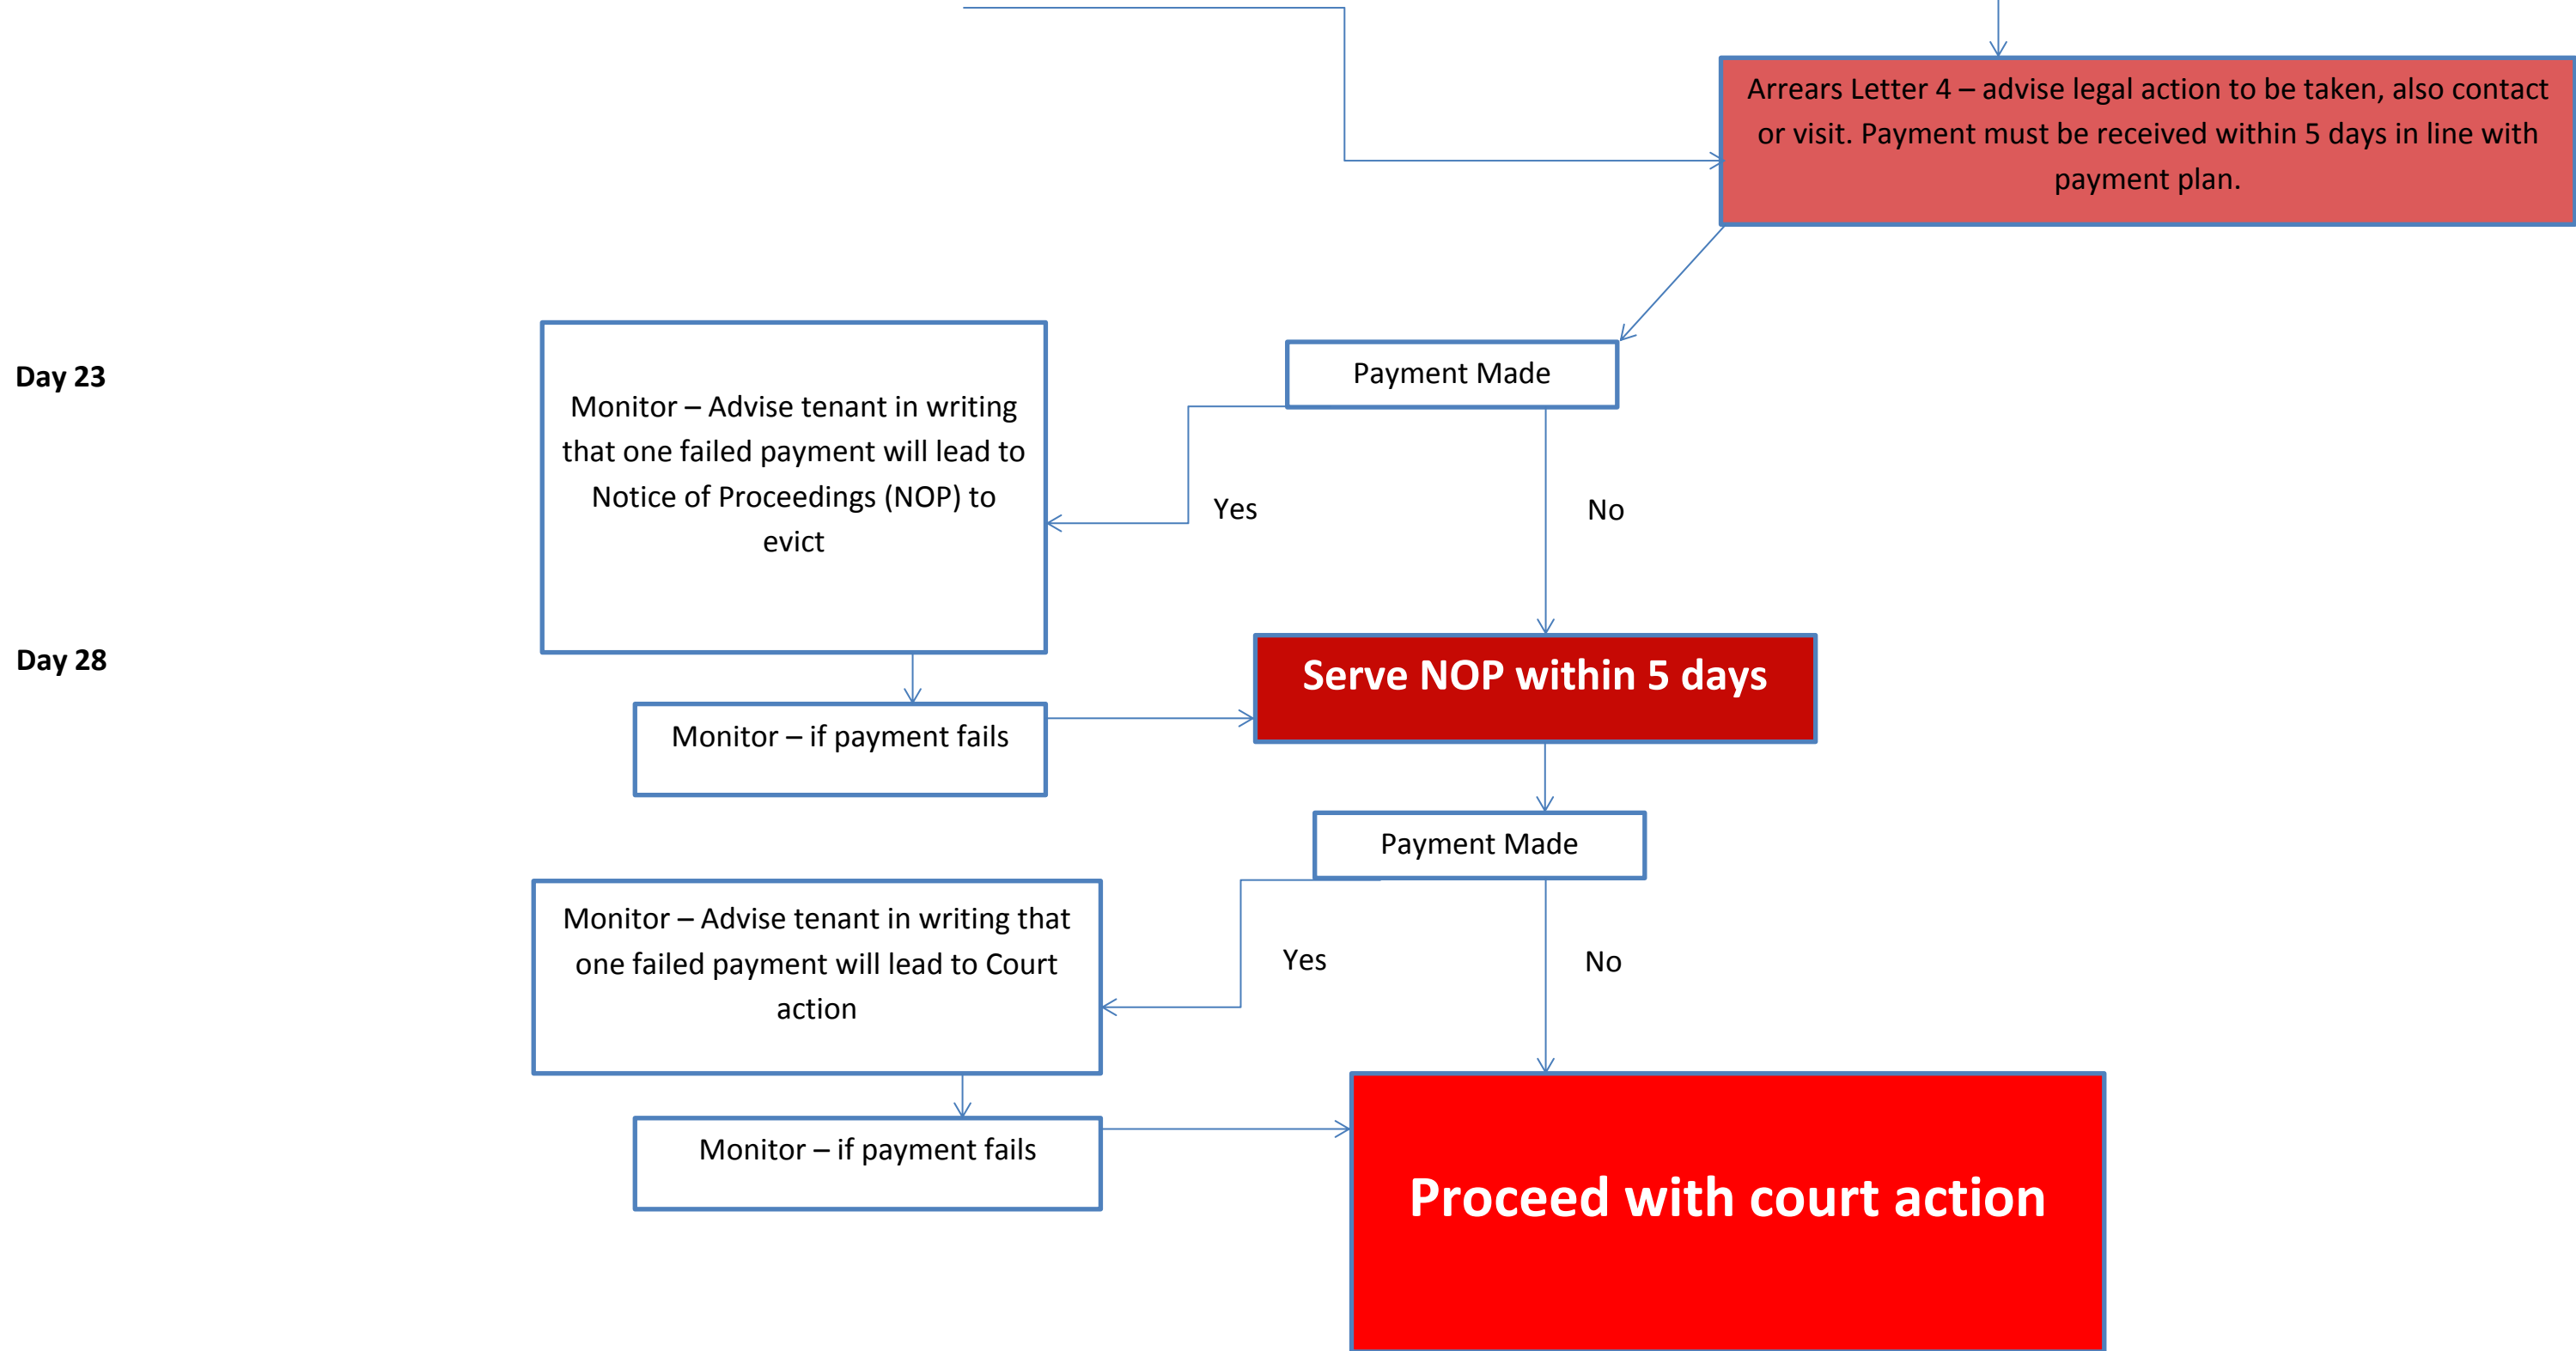 Arrears Letter 4 – advise legal action to be taken, also contact
or visit. Payment must be received within 5 days in line with
payment plan.
Day 23
Payment Made
Monitor – Advise tenant in writing
that one failed payment will lead to
Notice of Proceedings (NOP) to
evict
Yes
No
Day 28
Serve NOP within 5 days
Monitor – if payment fails
Payment Made
Monitor – Advise tenant in writing that
one failed payment will lead to Court
action
Yes
No
Monitor – if payment fails
Proceed with court action